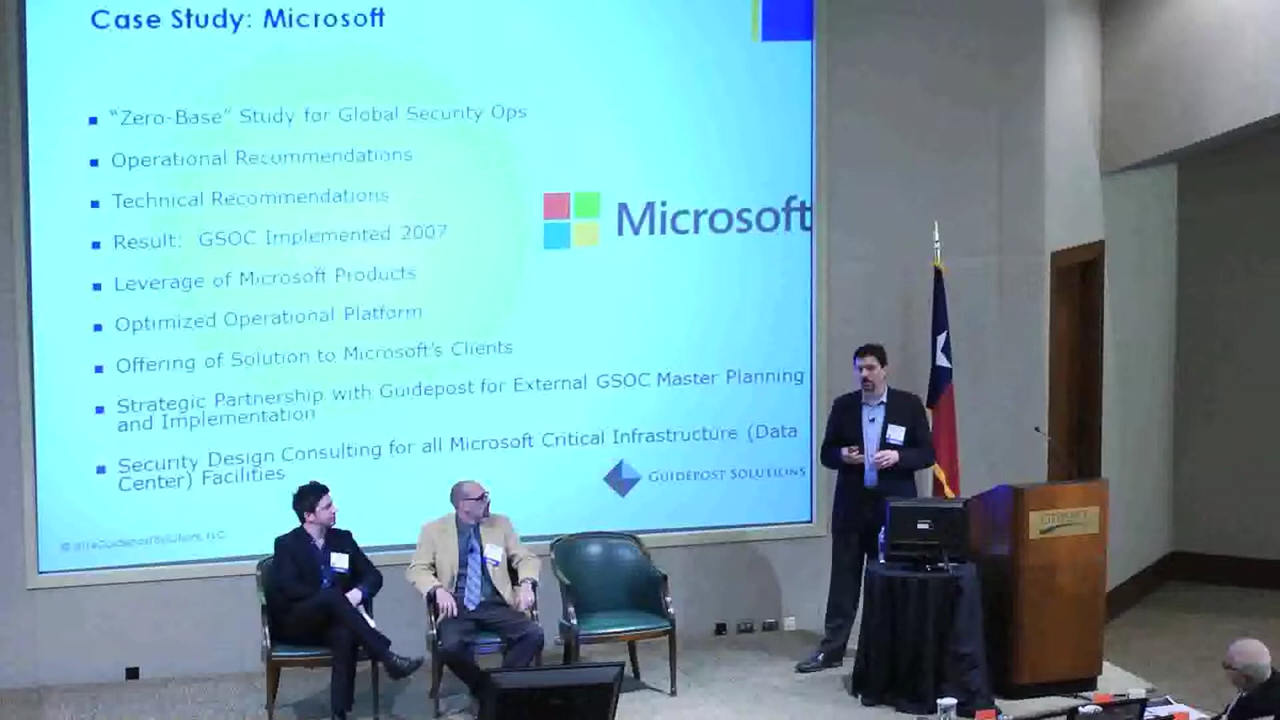 Case Study: Microsoft
"Zero-Base" Study for Global Security Ops
Operational Recommendations
Technical Recommendations
Microsoft
Result: GSOC Implemented 2007
Leverage of Microsoft Products
Optimized Operational Platform
Offering of Solution to Microsoft's Clients
Strategic Partnership with Guidepost for External GSOC Master Planning
and Implementation
Security Design Consulting for all Microsoft Critical Infrastructure (Data
Center) Facilities
GUIDEPOST SOLUTIONS